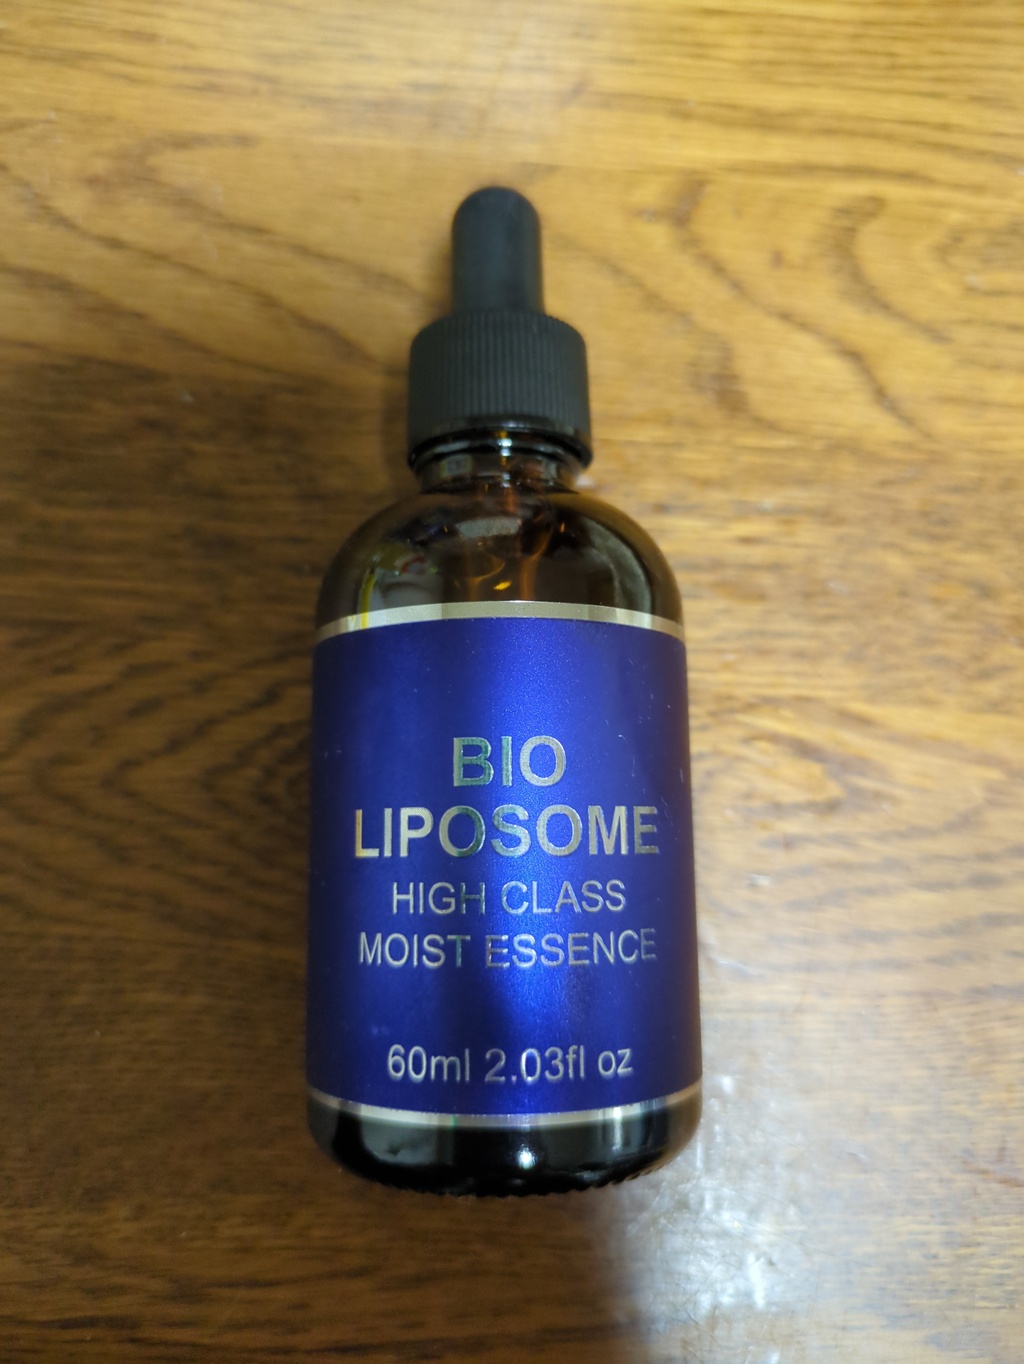 BIO
LIPOSOME
HIGH CLASS
MOIST ESSENCE
60ml 2.03fl oz